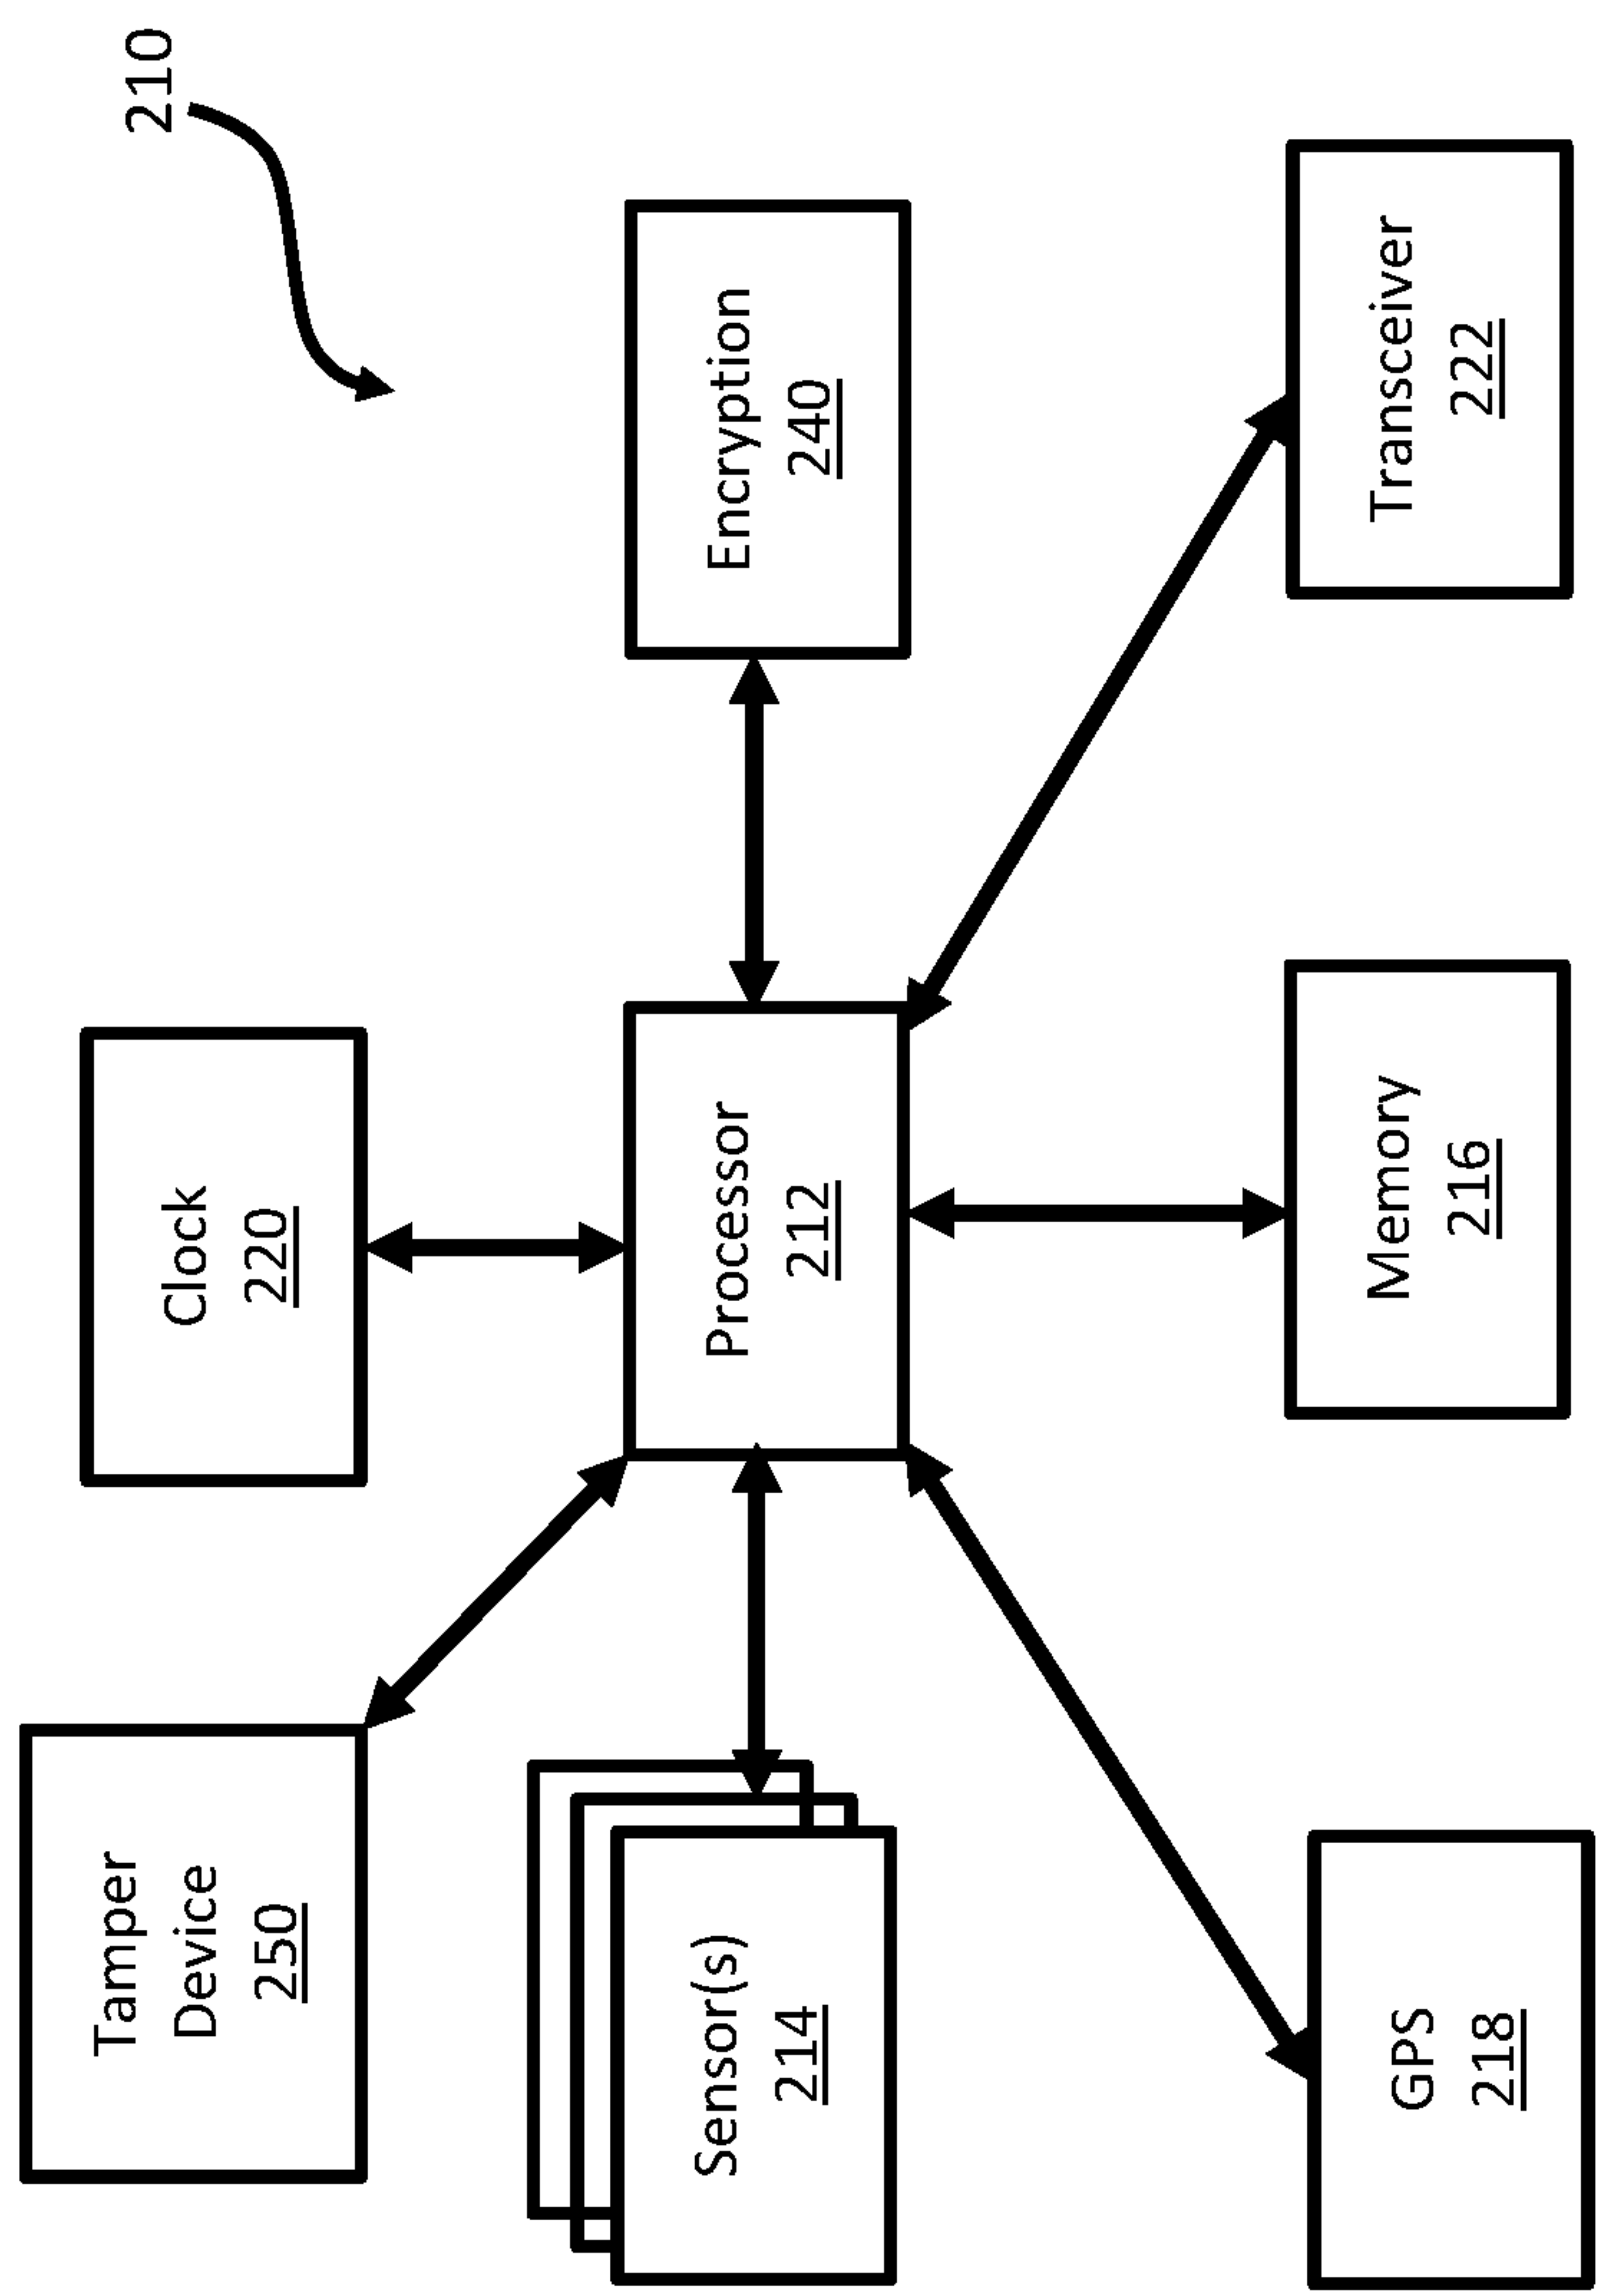 210
Tamper
Device
250
Clock
220
Sensor(s)
214
Processor
212
Encryption
240
GPS
218
Memory
216
Transceiver
222